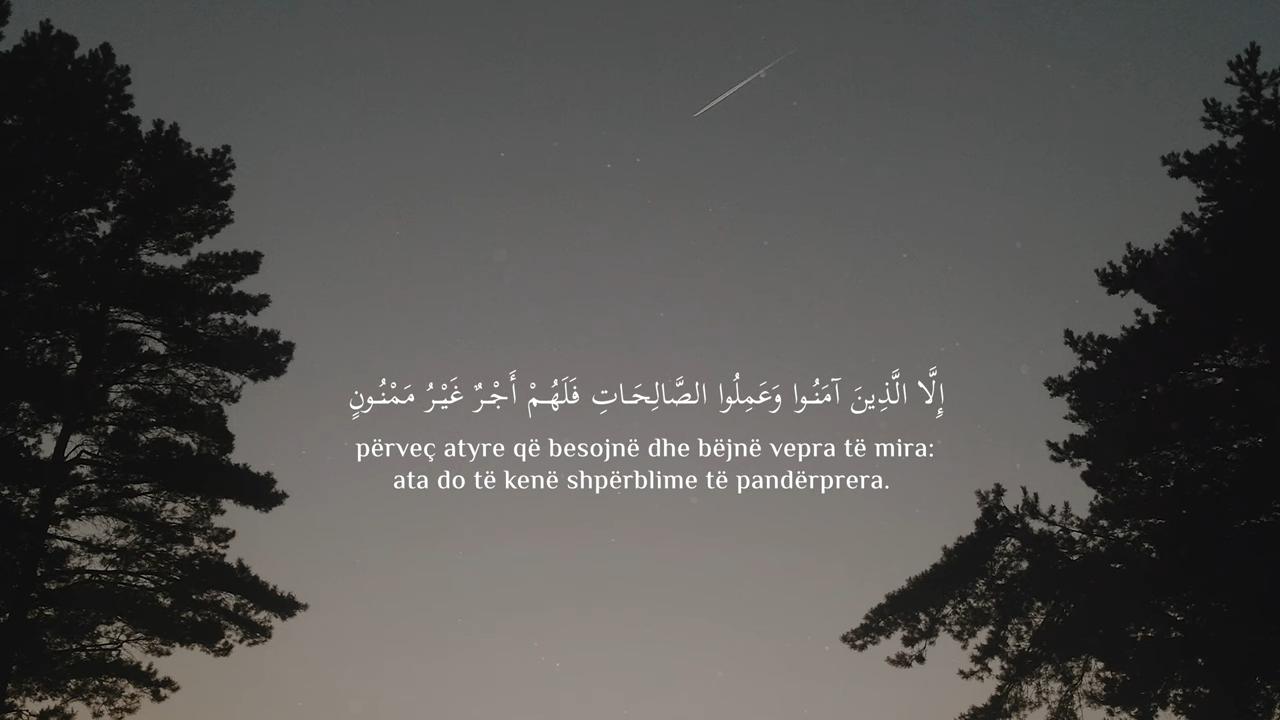 إِلَّا الَّذِينَ آمَنُوا وَعَمِلُوا الصَّالِحَاتِ فَلَهُمْ أَجْرٌ غَيْرُ مَمْنُونٍ
përveç atyre që besojnë dhe bëjnë vepra të mira:
ata do të kenë shpërblime të pandërprera.